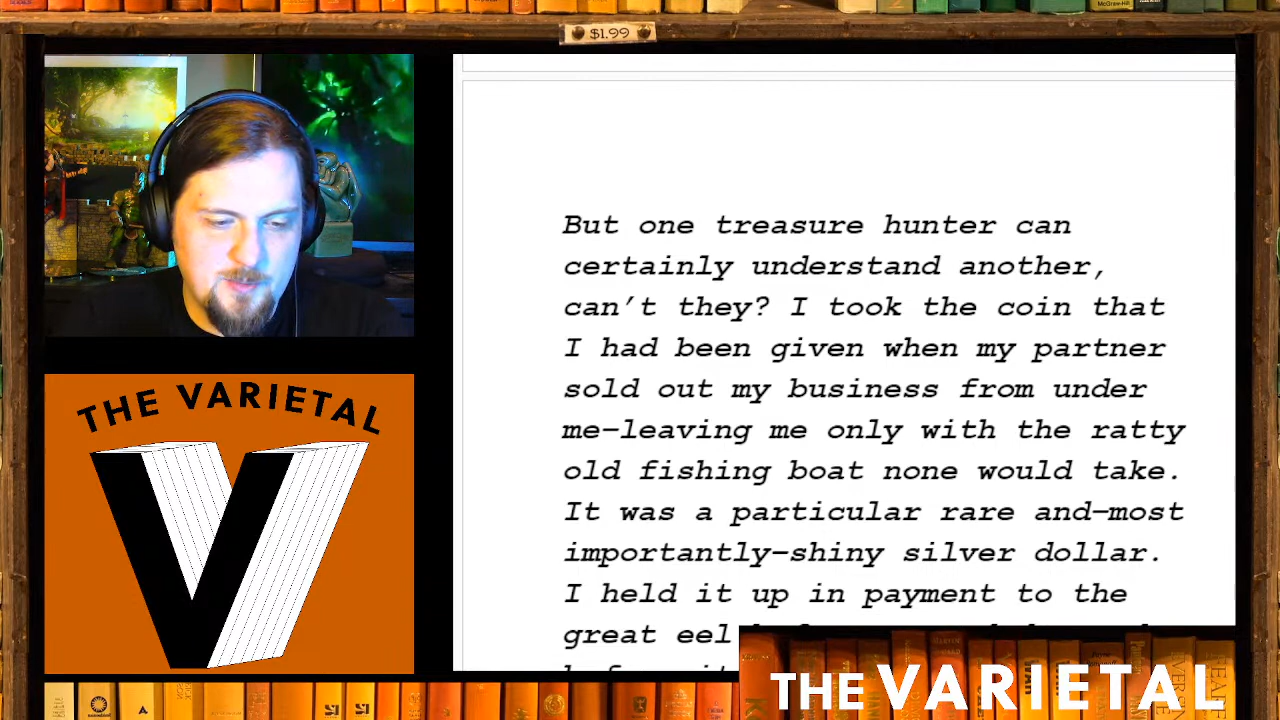 $1.99
But one treasure hunter can
certainly understand another,
can’t they? I took the coin that
I had been given when my partner
sold out my business from under
me–leaving me only with the ratty
old fishing boat none would take.
It was a particular rare and–most
importantly–shiny silver dollar.
I held it up in payment to the
great eel
THE VARIETAL
THE VARIETAL